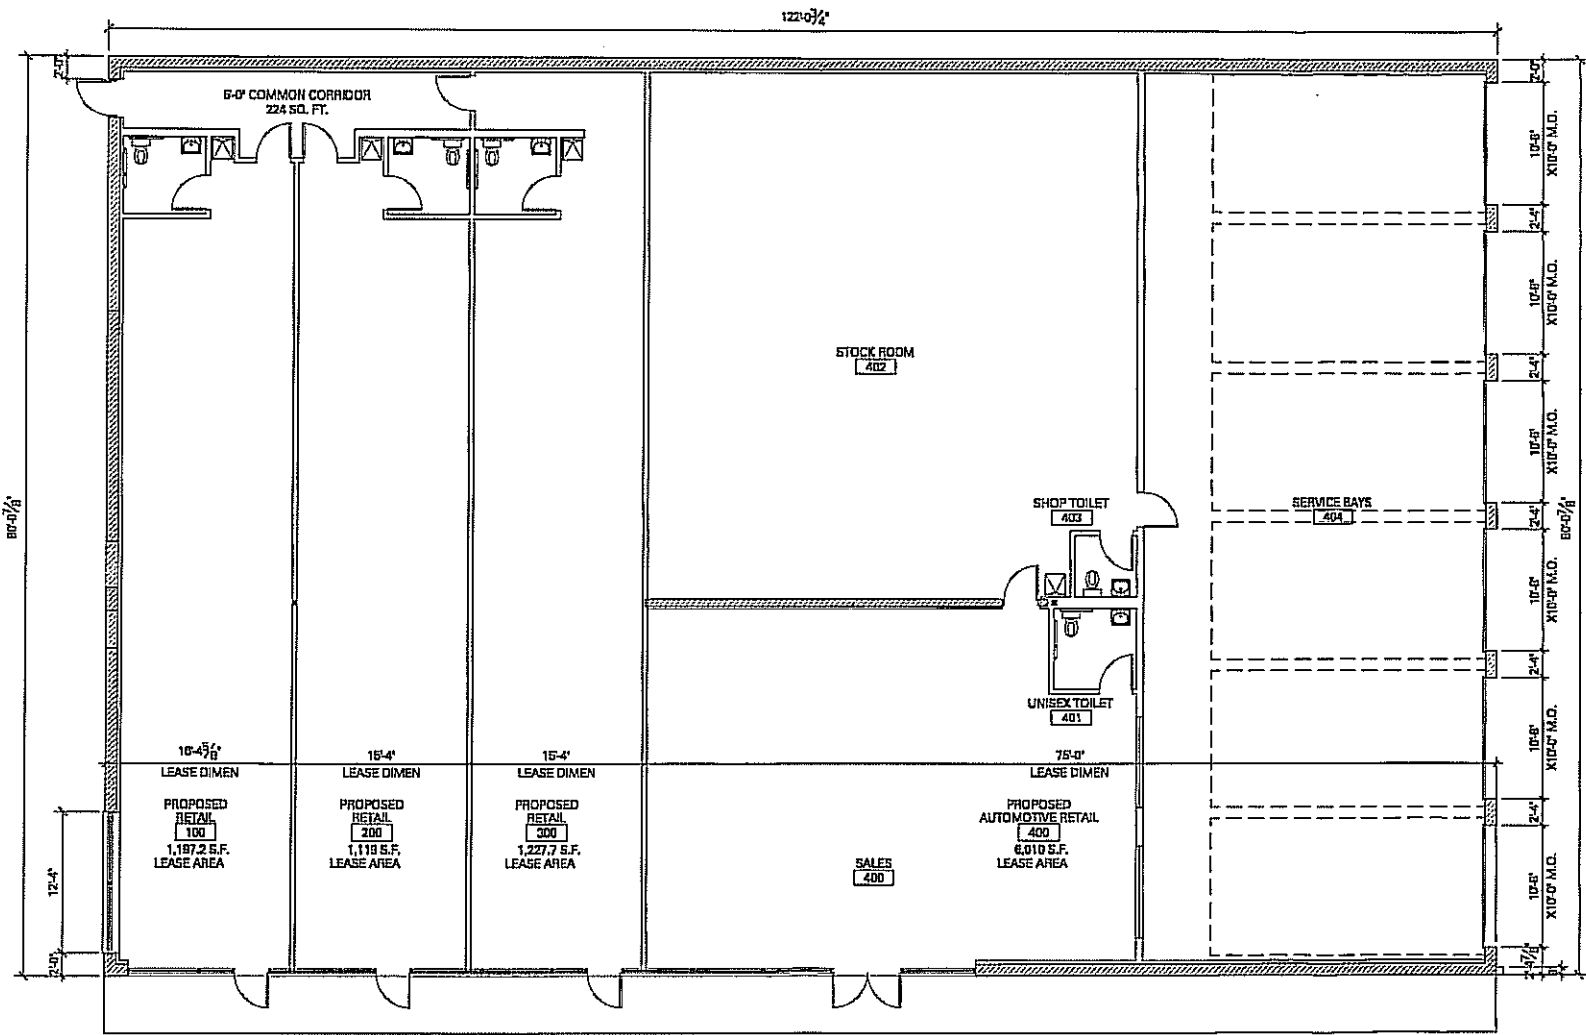 122'-0¾"
2'-0"
6'-0" COMMON CORRIDOR
224 SQ. FT.
2'-0"
10'-6"
X10'-0" M.O.
2'-4"
10'-6"
X10'-0" M.O.
STOCK ROOM
402
2'-4"
10'-6"
X10'-0" M.O.
80'-0⅞"
SHOP TOILET
403
SERVICE BAYS
404
2'-4"
80'-0⅞"
10'-6"
X10'-0" M.O.
2'-4"
UNISEX TOILET
401
10'-6"
X10'-0" M.O.
16'-4⅝"
LEASE DIMEN
15'-4"
LEASE DIMEN
15'-4"
LEASE DIMEN
75'-0"
LEASE DIMEN
PROPOSED
RETAIL
100
1,197.2 S.F.
LEASE AREA
PROPOSED
RETAIL
200
1,119 S.F.
LEASE AREA
PROPOSED
RETAIL
300
1,227.7 S.F.
LEASE AREA
PROPOSED
AUTOMOTIVE RETAIL
400
6,010 S.F.
LEASE AREA
2'-4"
SALES
400
12'-4"
10'-6"
X10'-0" M.O.
2'-0"